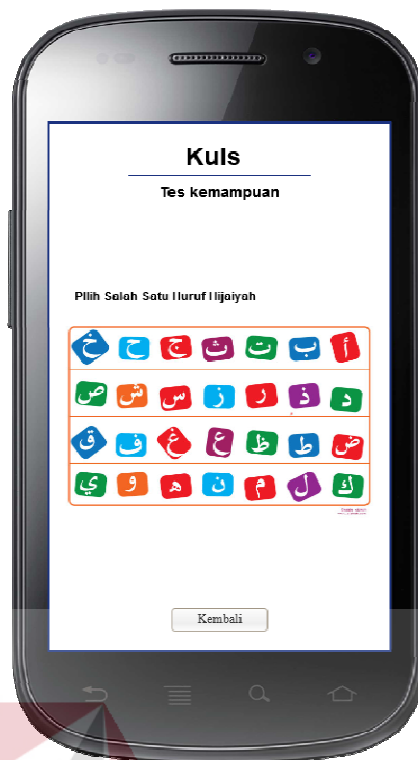 Kuis
Tes kemampuan
Pilih Salah Satu Huruf Hijaiyah
أ ب ت ث ج ح خ
د ذ ر ز س ش ص
ض ط ظ ع غ ف ق
ك ل م ن ه و ي
Kembali